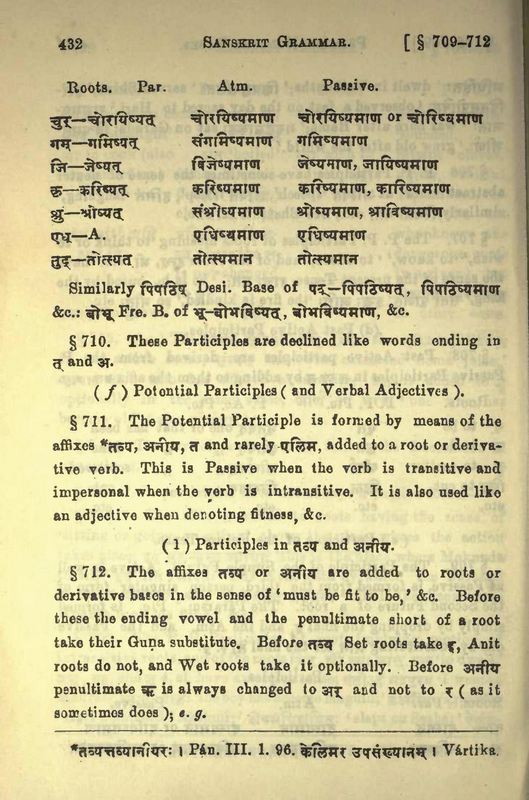 432 SANSKRIT GRAMMAR. [ § 709-712
Roots. Par. Atm. Passive.
चुर्—चोरयिष्यत् चोरयिष्यमाण चोरयिष्यमाण or चोरिष्यमाण
गम्—गमिष्यत् संगमिष्यमाण गमिष्यमाण
जि—जेष्यत् विजेष्यमाण जेष्यमाण, जायिष्यमाण
कृ—करिष्यत् करिष्यमाण करिष्यमाण, कारिष्यमाण
श्रु—श्रोष्यत् संश्रोष्यमाण श्रोष्यमाण, श्राविष्यमाण
एध्—A. एधिष्यमाण एधिष्यमाण
तुद्—तोत्स्यत् तोत्स्यमान तोत्स्यमान
Similarly पिपठिष् Desi. Base of पठ्—पिपठिष्यत्, पिपठिष्यमाण
&c.: बोभू Fre. B. of भू—बोभविष्यत्, बोभविष्यमाण, &c.
§ 710. These Participles are declined like words ending in
त् and अ.
( f ) Potontial Participles ( and Verbal Adjectives ).
§ 711. The Potential Participle is formed by means of the
affixes *तव्य, अनीय, त and rarely एलिम, added to a root or deriva-
tive verb. This is Passive when the verb is transitive and
impersonal when the verb is intransitive. It is also used like
an adjective when denoting fitness, &c.
( 1 ) Participles in तव्य and अनीय.
§ 712. The affixes तव्य or अनीय are added to roots or
derivative bases in the sense of ‘must be fit to be,’ &c. Before
these the ending vowel and the penultimate short of a root
take their Guṇa substitute. Before तव्य Set roots take इ, Anit
roots do not, and Wet roots take it optionally. Before अनीय
penultimate ऋ is always changed to अर् and not to र ( as it
sometimes does ); e. g.
*तव्यत्तव्यानीयरः । Pán. III. 1. 96. केलिमर उपसंख्यानम् । Vártika.